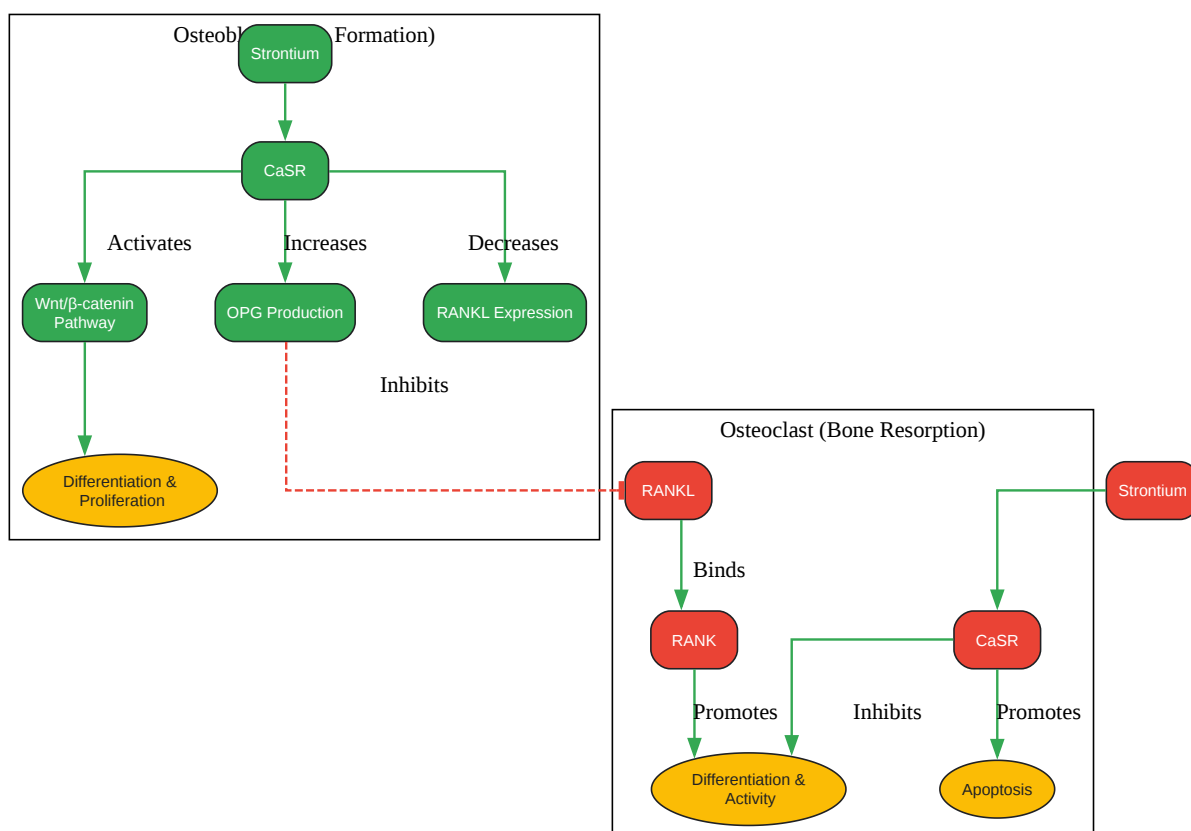 Osteobl Formation)
Strontium
CaSR
Activates
Increases
Decreases
Wnt/β-catenin
Pathway
OPG Production
RANKL Expression
Inhibits
Differentiation &
Proliferation
Osteoclast (Bone Resorption)
RANKL
Strontium
Binds
RANK
CaSR
Promotes
Inhibits
Promotes
Differentiation &
Activity
Apoptosis